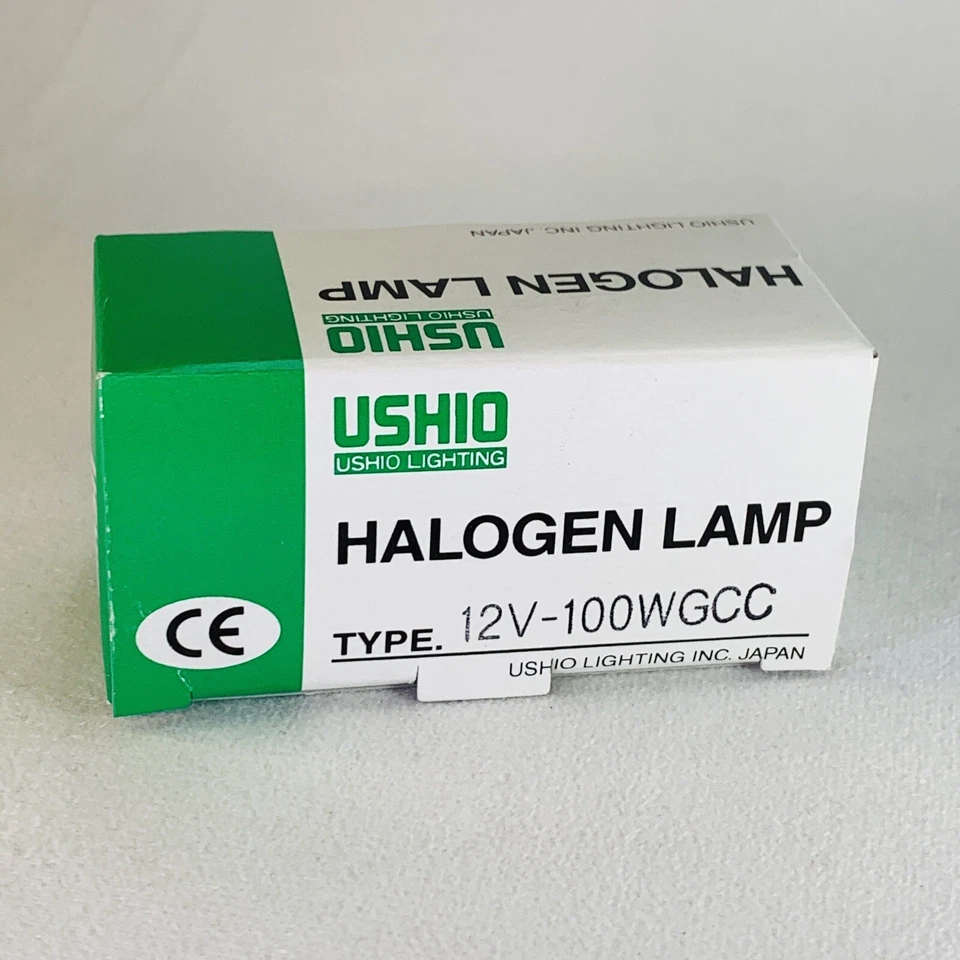 USHIO LIGHTING INC. JAPAN
HALOGEN LAMP
USHIO LIGHTING
USHIO
USHIO
USHIO LIGHTING
HALOGEN LAMP
TYPE. 12V-100WGCC
USHIO LIGHTING INC. JAPAN
CE